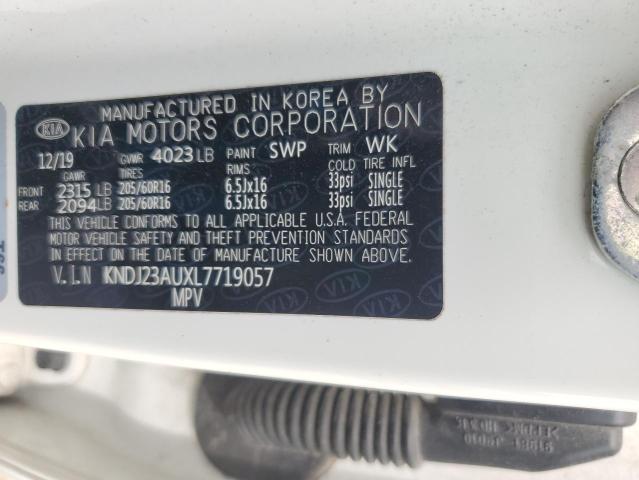 MANUFACTURED IN KOREA BY
KIA KIA MOTORS CORPORATION
12/19 GVWR 4023 LB PAINT SWP TRIM WK
GAWR TIRES RIMS COLD TIRE INFL
FRONT 2315 LB 205/60R16 6.5Jx16 33psi SINGLE
REAR 2094 LB 205/60R16 6.5Jx16 33psi SINGLE
THIS VEHICLE CONFORMS TO ALL APPLICABLE U.S.A. FEDERAL
MOTOR VEHICLE SAFETY AND THEFT PREVENTION STANDARDS
IN EFFECT ON THE DATE OF MANUFACTURE SHOWN ABOVE.
V.I.N KNDJ23AUXL7719057
MPV